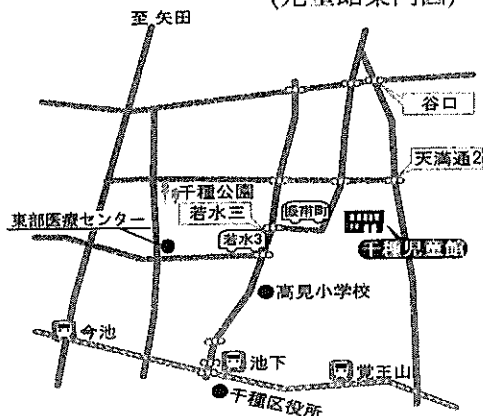 (児童館案内図)
至 矢田
谷口
天満通2
千種公園
若水三
振甫町
東部医療センター
若水3
千種児童館
高見小学校
今池
池下
覚王山
千種区役所